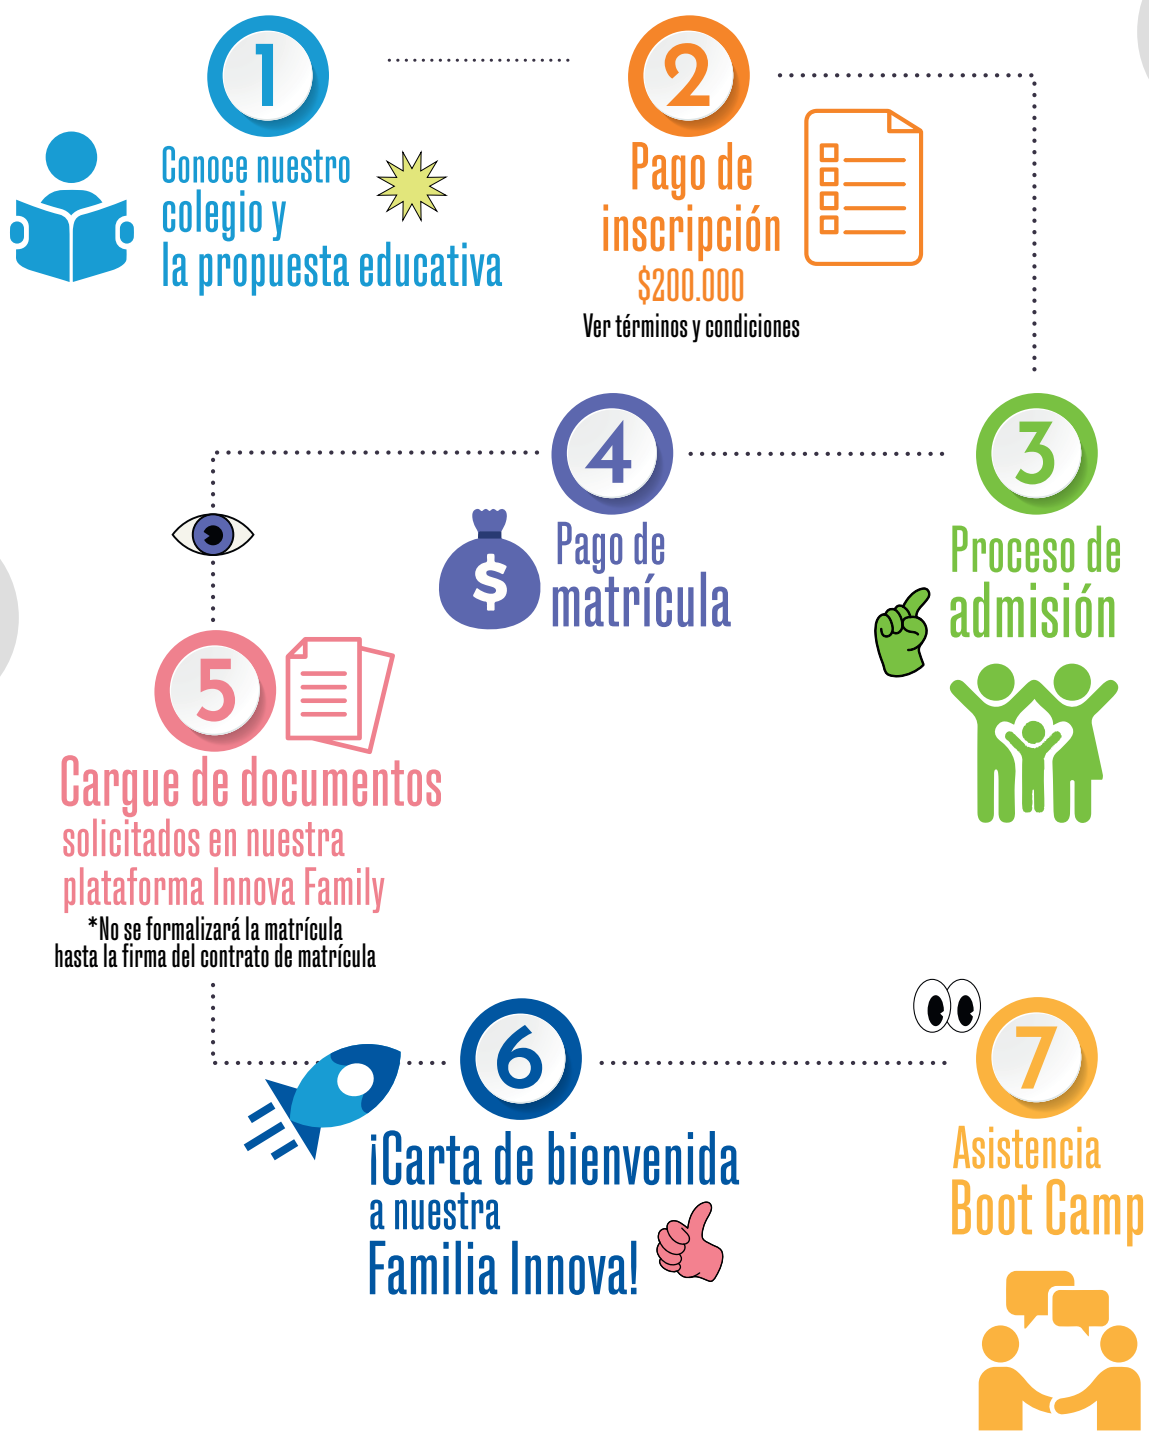 1
Conoce nuestro
colegio y
la propuesta educativa
2
Pago de
inscripción
$200.000
Ver términos y condiciones
3
Proceso de
admisión
4
Pago de
matrícula
$
5
Cargue de documentos
solicitados en nuestra
plataforma Innova Family
*No se formalizará la matrícula
hasta la firma del contrato de matrícula
6
¡Carta de bienvenida
a nuestra
Familia Innova!
7
Asistencia
Boot Camp